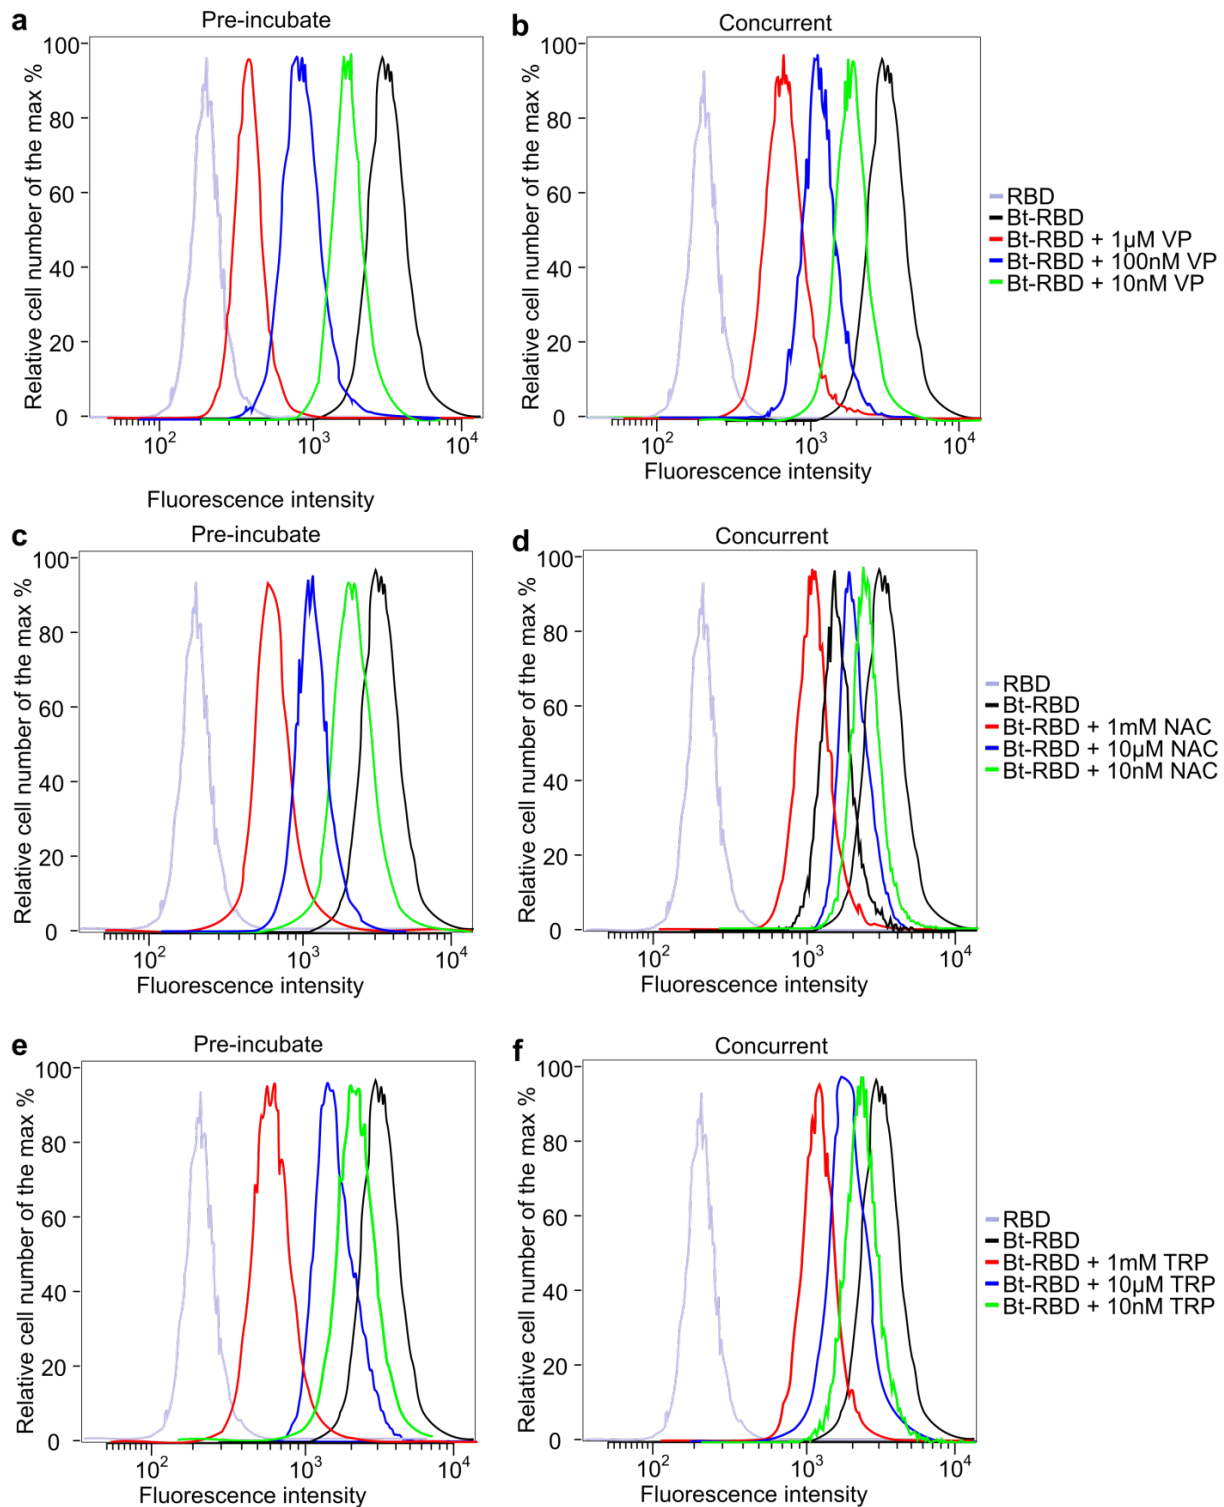 a
Pre-incubate
Relative cell number of the max %
100
80
60
40
20
0
10²
10³
10⁴
Fluorescence intensity
b
Concurrent
Relative cell number of the max %
100
80
60
40
20
0
10²
10³
10⁴
Fluorescence intensity
RBD
Bt-RBD
Bt-RBD + 1µM VP
Bt-RBD + 100nM VP
Bt-RBD + 10nM VP
c
Pre-incubate
Relative cell number of the max %
100
80
60
40
20
0
10²
10³
10⁴
Fluorescence intensity
d
Concurrent
Relative cell number of the max %
100
80
60
40
20
0
10²
10³
10⁴
Fluorescence intensity
RBD
Bt-RBD
Bt-RBD + 1mM NAC
Bt-RBD + 10µM NAC
Bt-RBD + 10nM NAC
e
Pre-incubate
Relative cell number of the max %
100
80
60
40
20
0
10²
10³
10⁴
Fluorescence intensity
f
Concurrent
Relative cell number of the max %
100
80
60
40
20
0
10²
10³
10⁴
Fluorescence intensity
RBD
Bt-RBD
Bt-RBD + 1mM TRP
Bt-RBD + 10µM TRP
Bt-RBD + 10nM TRP